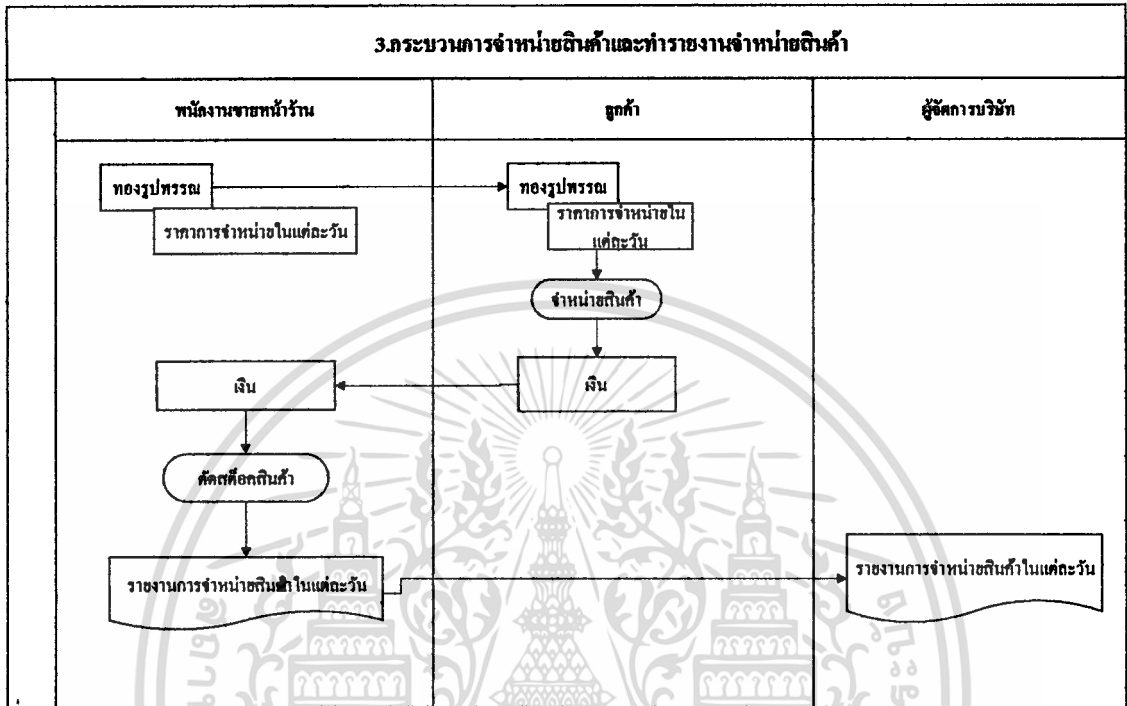 3.กระบวนการจำหน่ายสินค้าและทำรายงานจำหน่ายสินค้า
พนักงานขายหน้าร้าน
ลูกค้า
ผู้จัดการบริษัท
ทองรูปพรรณ
ราคาการจำหน่ายในแต่ละวัน
ทองรูปพรรณ
ราคาการจำหน่ายใน
แต่ละวัน
จำหน่ายสินค้า
เงิน
เงิน
ตัดสต็อคสินค้า
รายงานการจำหน่ายสินค้าในแต่ละวัน
รายงานการจำหน่ายสินค้าในแต่ละวัน